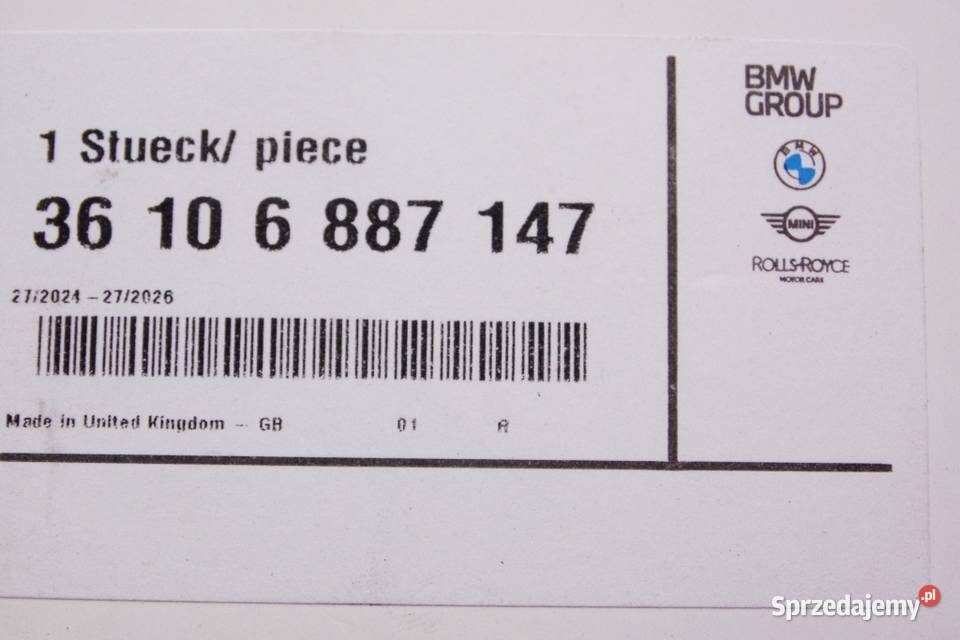 1 Stueck/ piece
36 10 6 887 147
27/2024 – 27/2026
Made in United Kingdom – GB 01 A
BMW
GROUP
BMW
MINI
ROLLS-ROYCE
MOTOR CARS
Sprzedajemy.pl